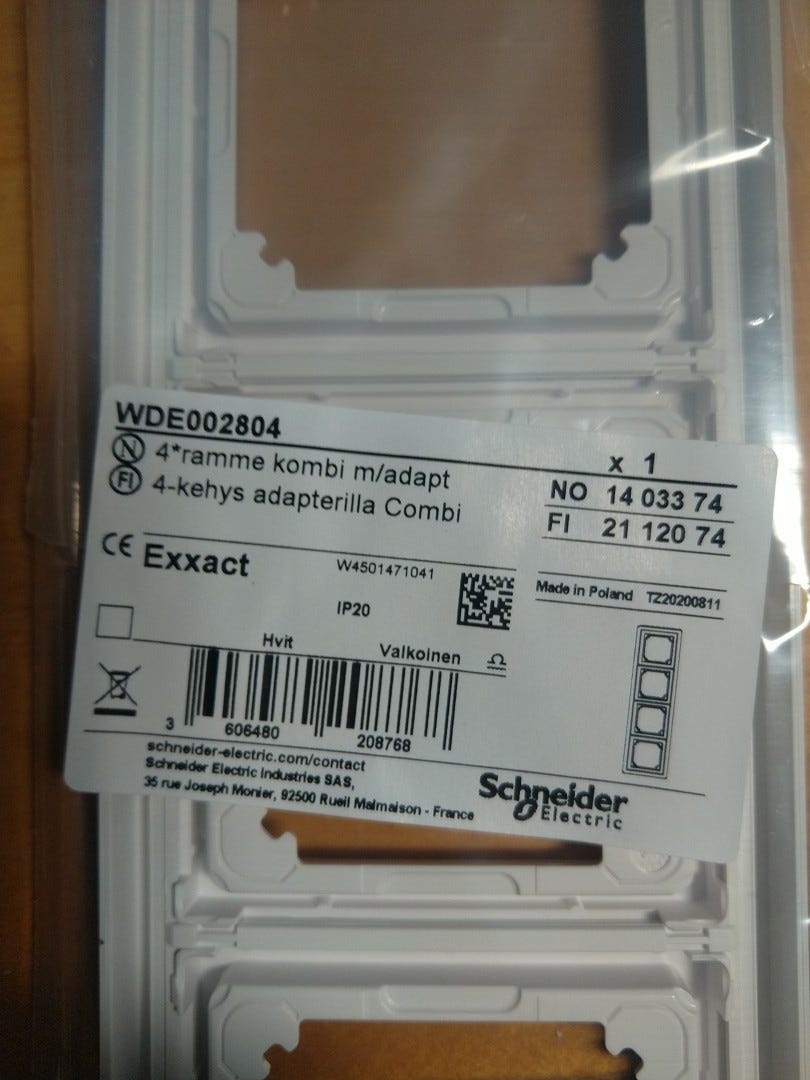 WDE002804
x 1
N 4*ramme kombi m/adapt
FI 4-kehys adapterilla Combi
NO 14 033 74
FI 21 120 74
CE Exxact
W4501471041
Made in Poland TZ20200811
IP20
Hvit
Valkoinen
3 606480 208768
schneider-electric.com/contact
Schneider Electric Industries SAS,
35 rue Joseph Monier, 92500 Rueil Malmaison - France
Schneider
Electric